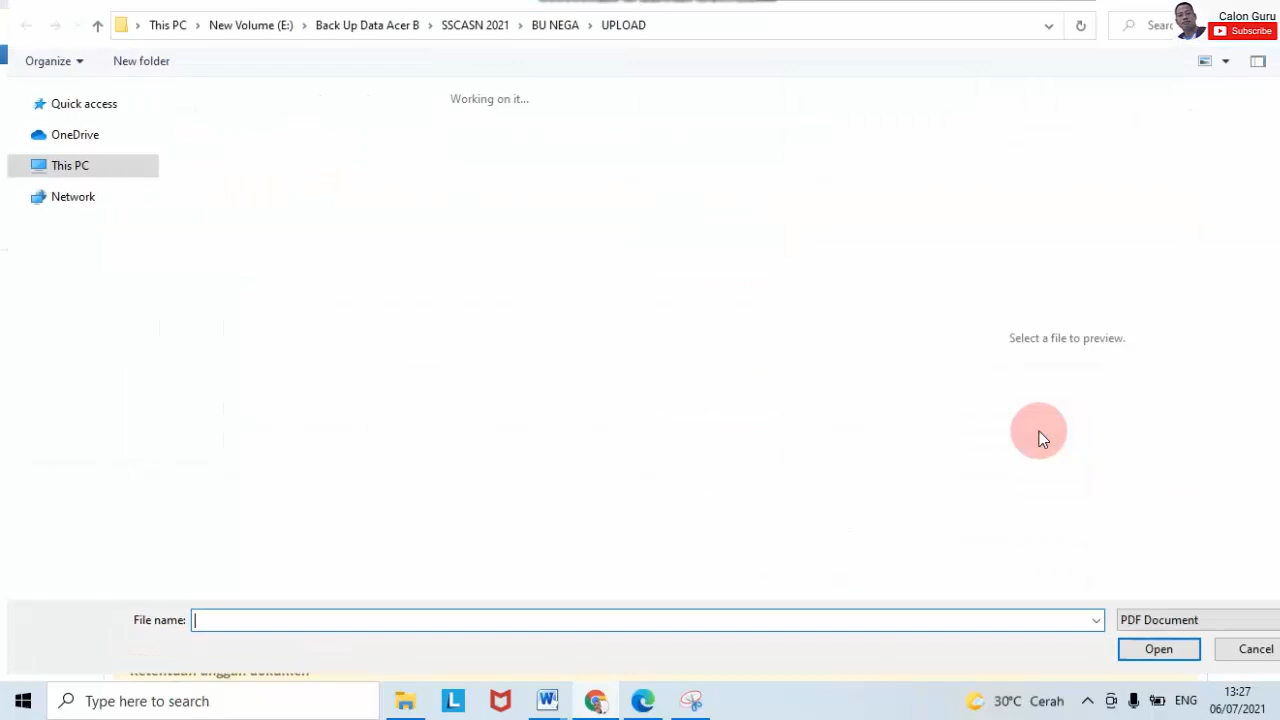 This PC > New Volume (E:) > Back Up Data Acer B > SSCASN 2021 > BU NEGA > UPLOAD
Sear
Calon Guru
Subscribe
Organize
New folder
Quick access
Working on it...
OneDrive
This PC
Network
Select a file to preview.
File name:
PDF Document
Open
Cancel
Type here to search
30°C Cerah
ENG
13:27
06/07/2021